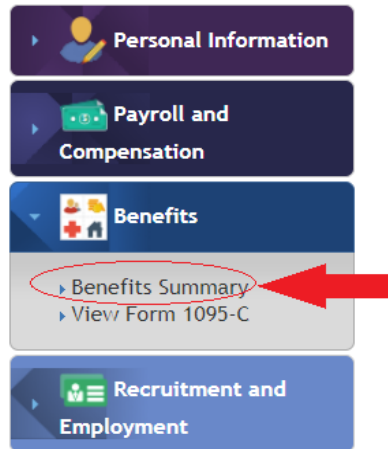 Personal Information
Payroll and
Compensation
Benefits
Benefits Summary
View Form 1095-C
Recruitment and
Employment